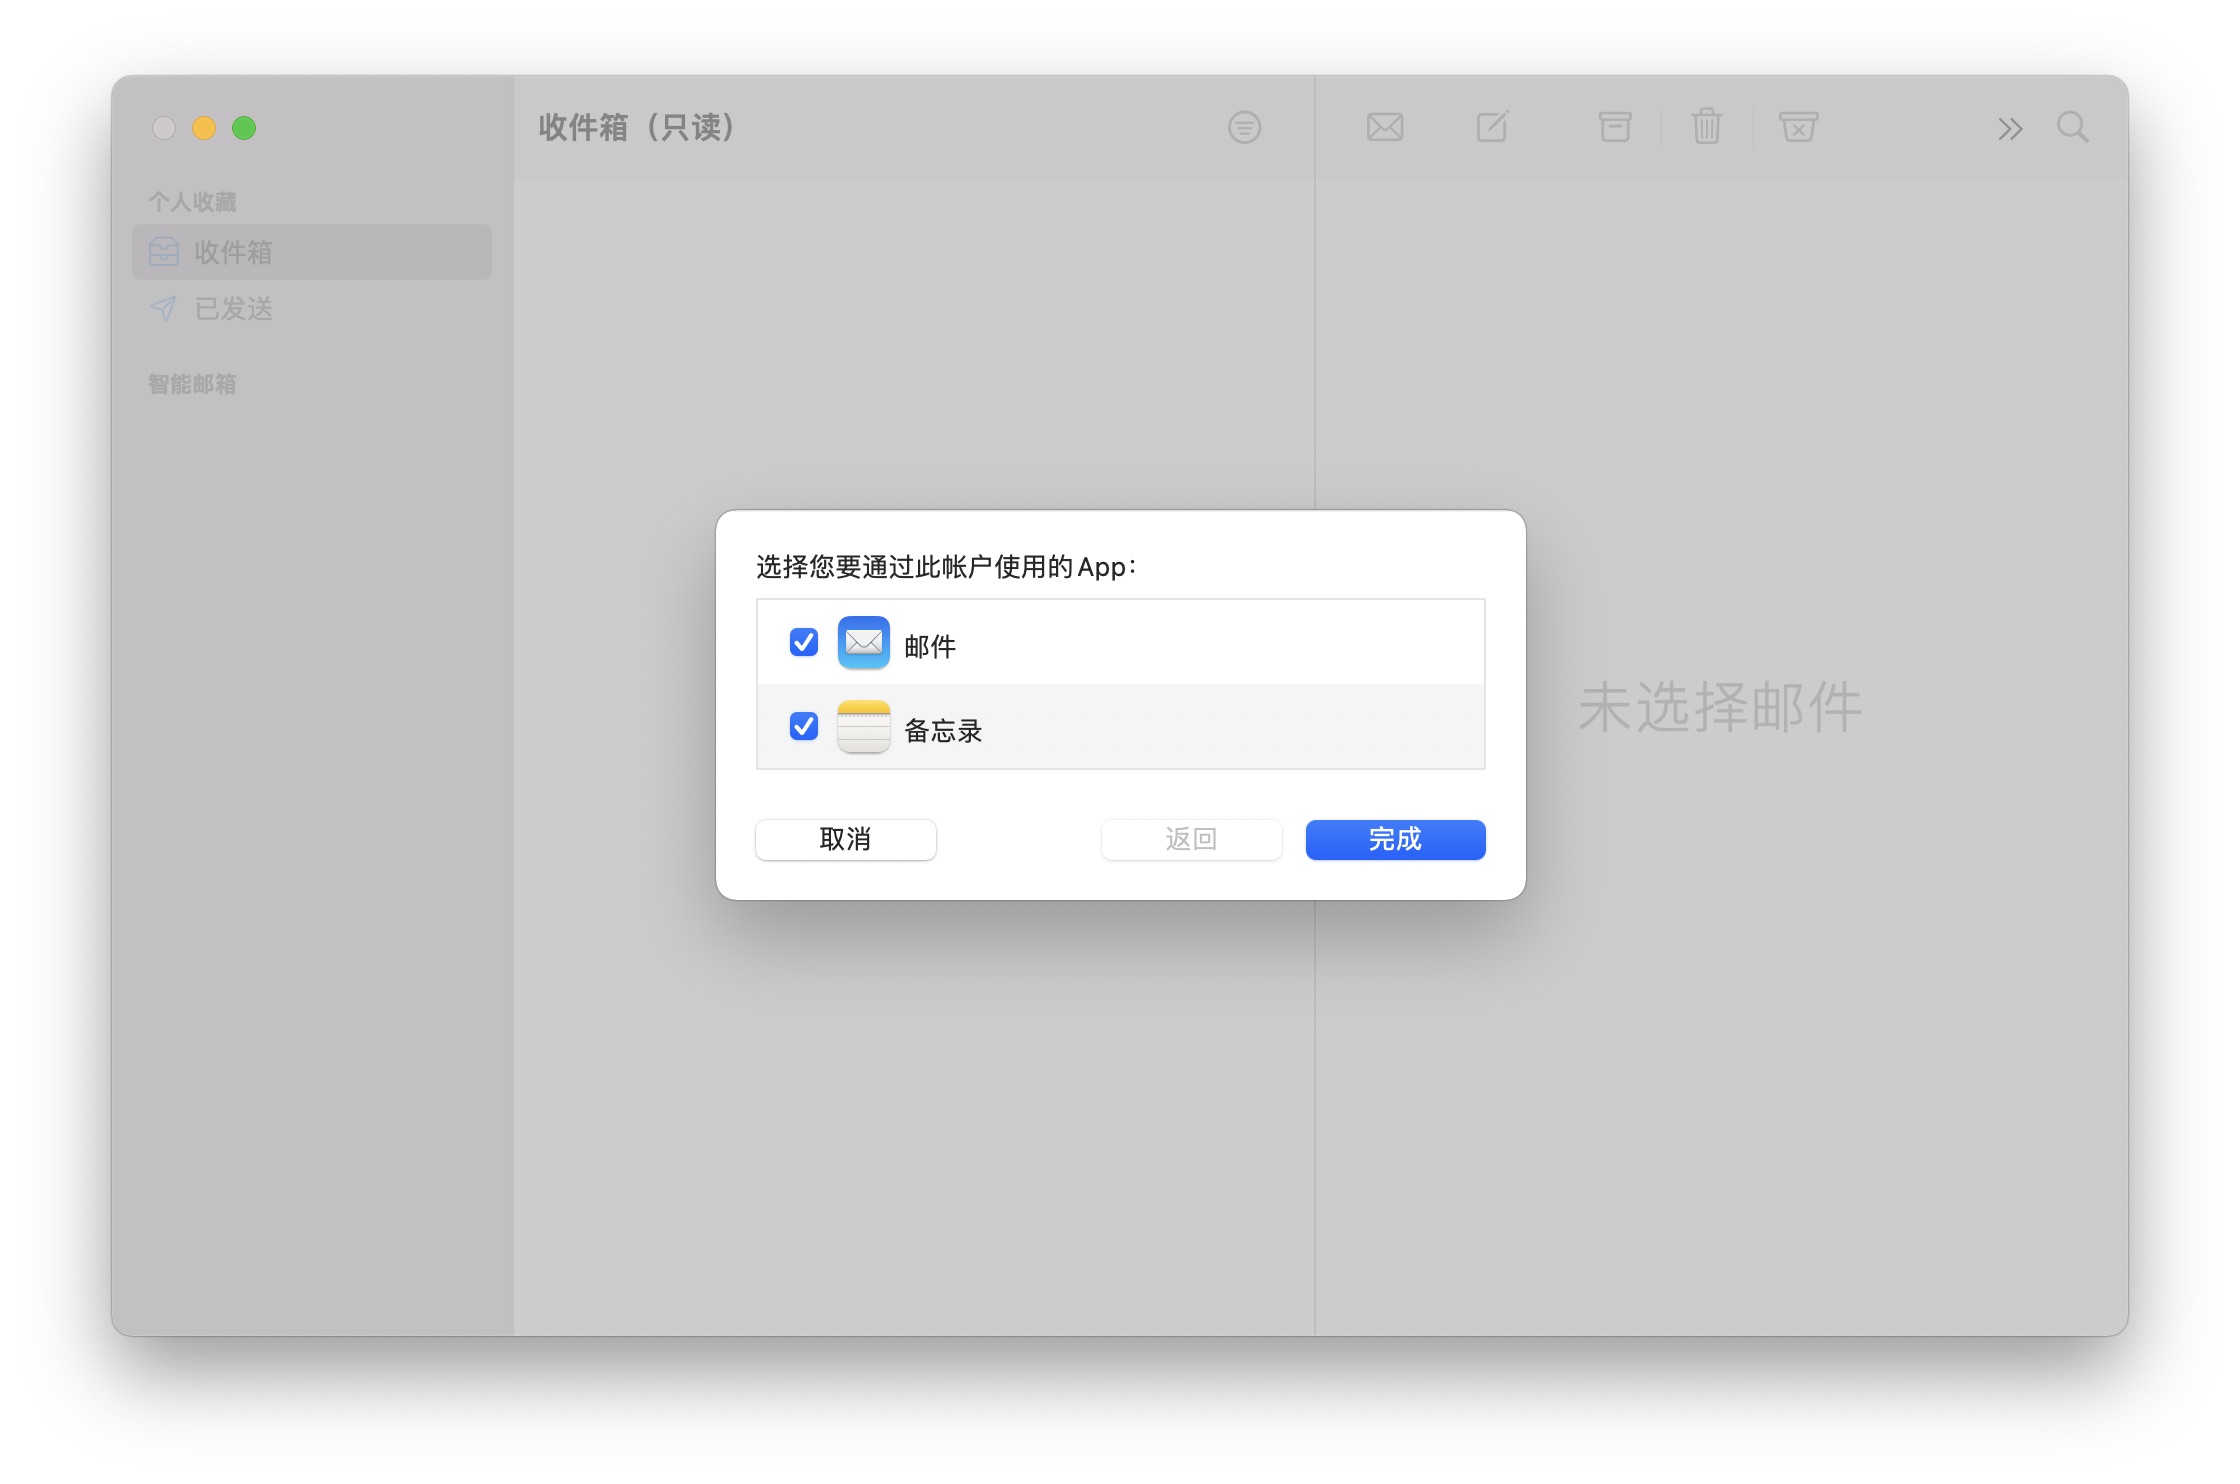 收件箱（只读）
个人收藏
收件箱
已发送
智能邮箱
选择您要通过此帐户使用的 App：
邮件
备忘录
取消
返回
完成
未选择邮件